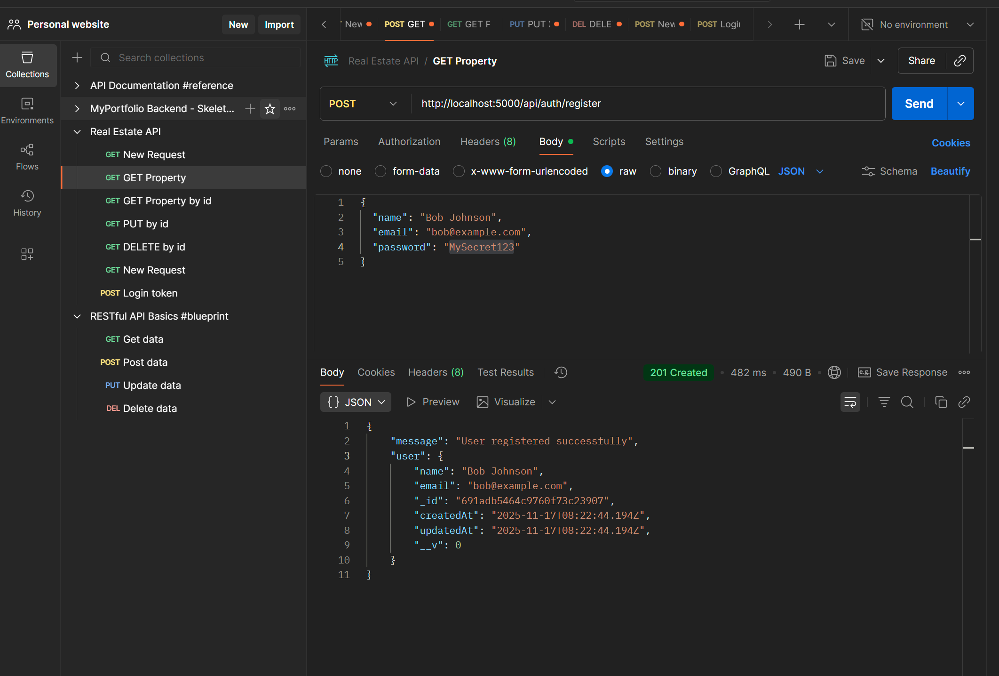 Personal website
New
Import
New
POST GET
GET GET F
PUT PUT
DEL DELE
POST New
POST Logi
No environment
Collections
Environments
Flows
History
Search collections
API Documentation #reference
MyPortfolio Backend - Skelet...
Real Estate API
GET New Request
GET GET Property
GET GET Property by id
GET PUT by id
GET DELETE by id
GET New Request
POST Login token
RESTful API Basics #blueprint
GET Get data
POST Post data
PUT Update data
DEL Delete data
HTTP Real Estate API / GET Property
Save
Share
POST
http://localhost:5000/api/auth/register
Send
Params Authorization Headers (8) Body Scripts Settings
Cookies
none form-data x-www-form-urlencoded raw binary GraphQL JSON
Schema Beautify
1 {
2 "name": "Bob Johnson",
3 "email": "bob@example.com",
4 "password": "MySecret123"
5 }
Body Cookies Headers (8) Test Results
201 Created • 482 ms • 490 B •
e.g. Save Response
{} JSON Preview Visualize
1 {
2 "message": "User registered successfully",
3 "user": {
4 "name": "Bob Johnson",
5 "email": "bob@example.com",
6 "_id": "691adb5464c9760f73c23907",
7 "createdAt": "2025-11-17T08:22:44.194Z",
8 "updatedAt": "2025-11-17T08:22:44.194Z",
9 "__v": 0
10 }
11 }